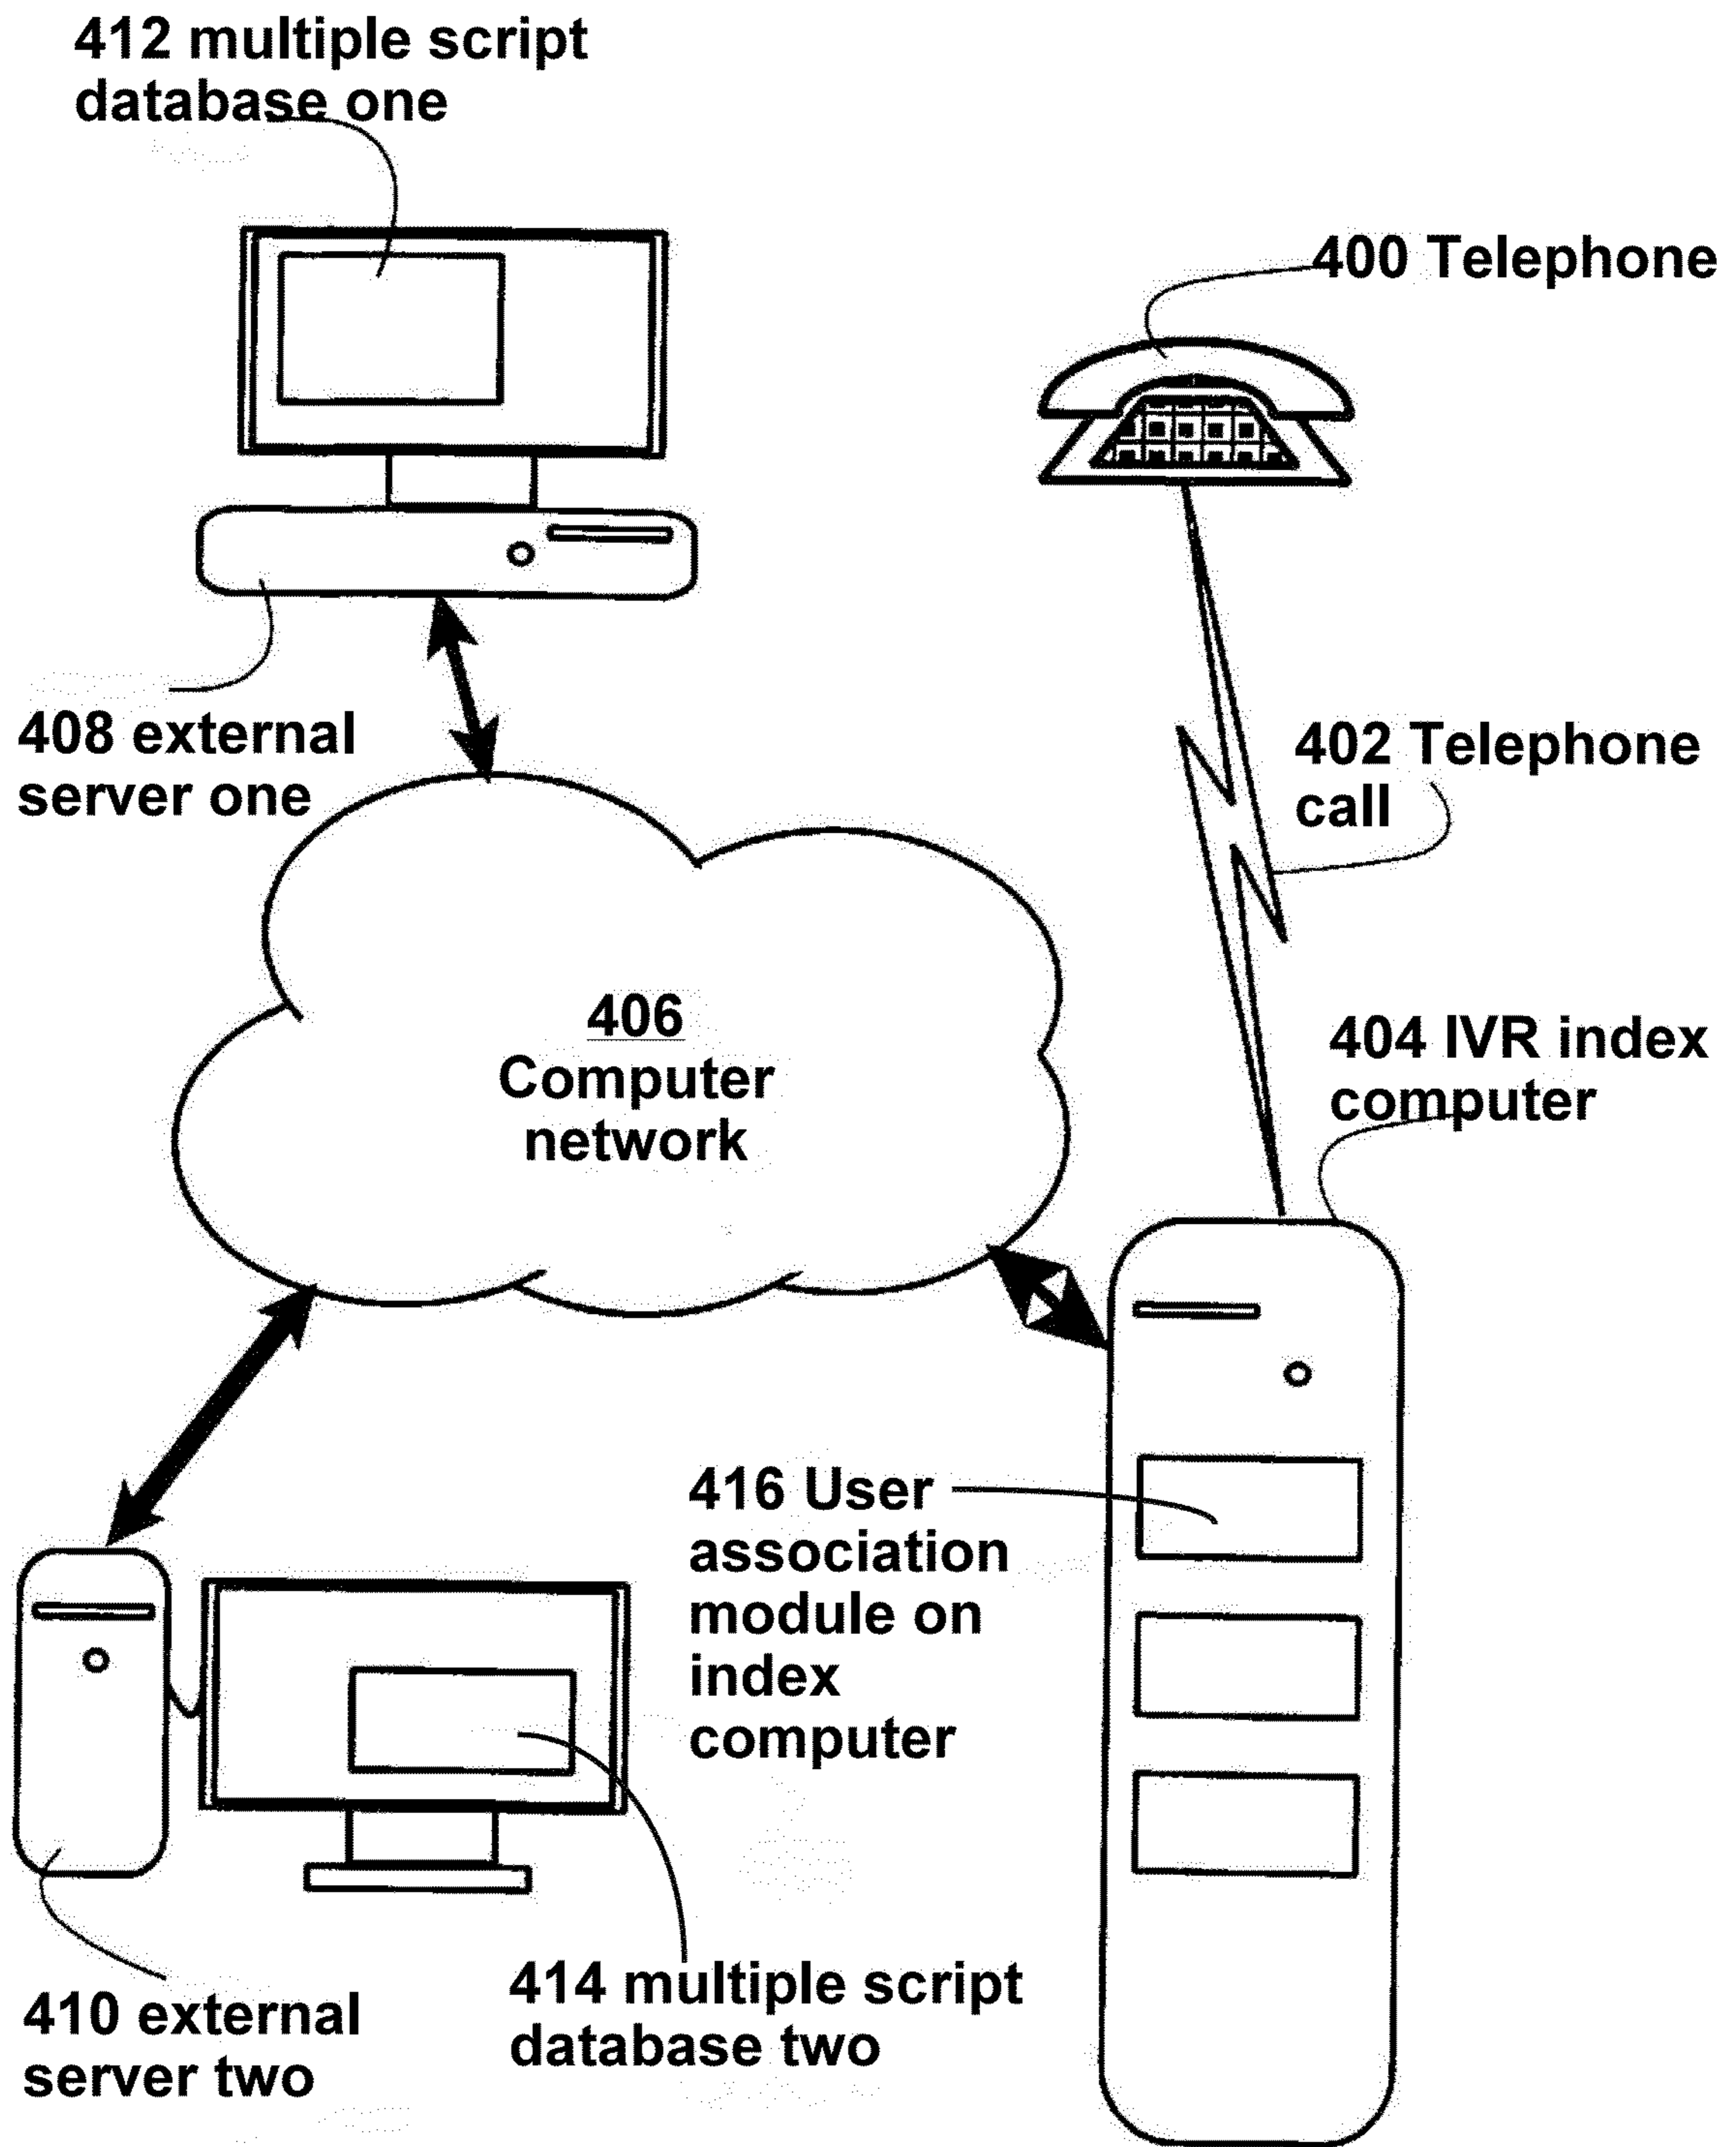 412 multiple script
database one
400 Telephone
408 external
server one
402 Telephone
call
406
Computer
network
404 IVR index
computer
416 User
association
module on
index
computer
414 multiple script
database two
410 external
server two